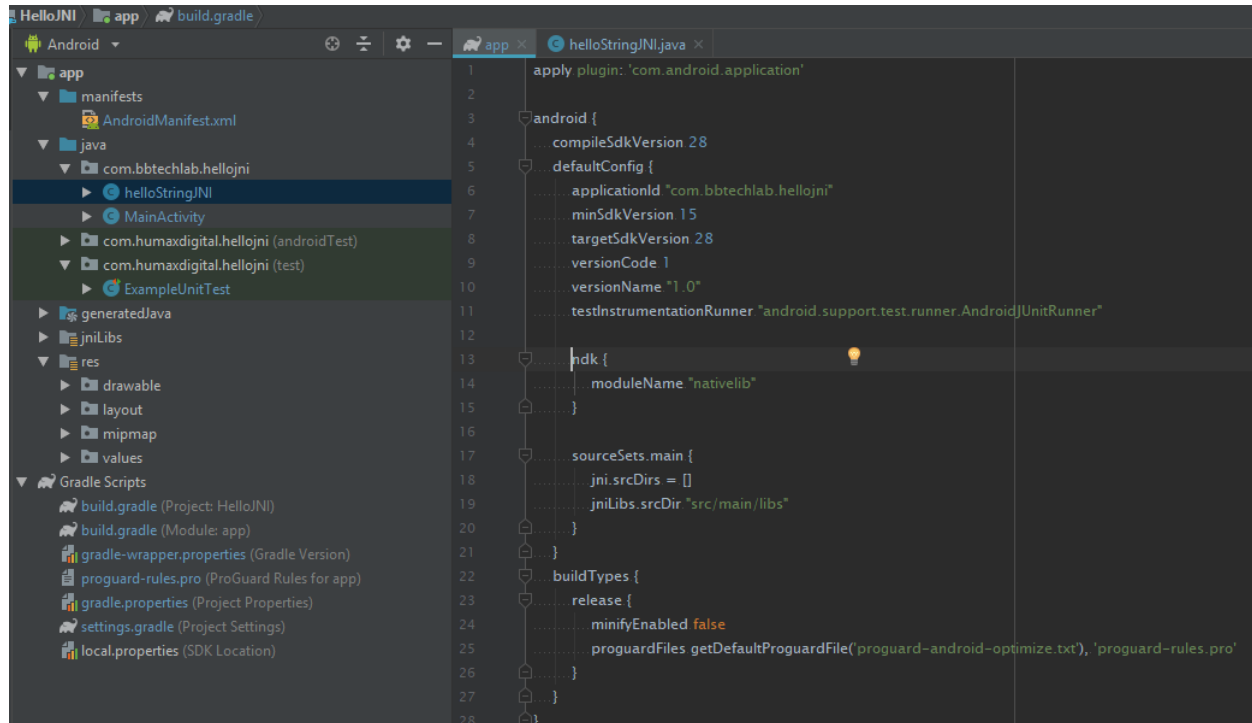 HelloJNI app build.gradle
Android
app
manifests
AndroidManifest.xml
java
com.bbtechlab.hellojni
helloStringJNI
MainActivity
com.humaxdigital.hellojni (androidTest)
com.humaxdigital.hellojni (test)
ExampleUnitTest
generatedJava
jniLibs
res
drawable
layout
mipmap
values
Gradle Scripts
build.gradle (Project: HelloJNI)
build.gradle (Module: app)
gradle-wrapper.properties (Gradle Version)
proguard-rules.pro (ProGuard Rules for app)
gradle.properties (Project Properties)
settings.gradle (Project Settings)
local.properties (SDK Location)
app helloStringJNI.java
1 apply plugin: 'com.android.application'
2
3 android {
4 compileSdkVersion 28
5 defaultConfig {
6 applicationId "com.bbtechlab.hellojni"
7 minSdkVersion 15
8 targetSdkVersion 28
9 versionCode 1
10 versionName "1.0"
11 testInstrumentationRunner "android.support.test.runner.AndroidJUnitRunner"
12
13 ndk {
14 moduleName "nativelib"
15 }
16
17 sourceSets.main {
18 jni.srcDirs = []
19 jniLibs.srcDir "src/main/libs"
20 }
21 }
22 buildTypes {
23 release {
24 minifyEnabled false
25 proguardFiles getDefaultProguardFile('proguard-android-optimize.txt'), 'proguard-rules.pro'
26 }
27 }
28 }